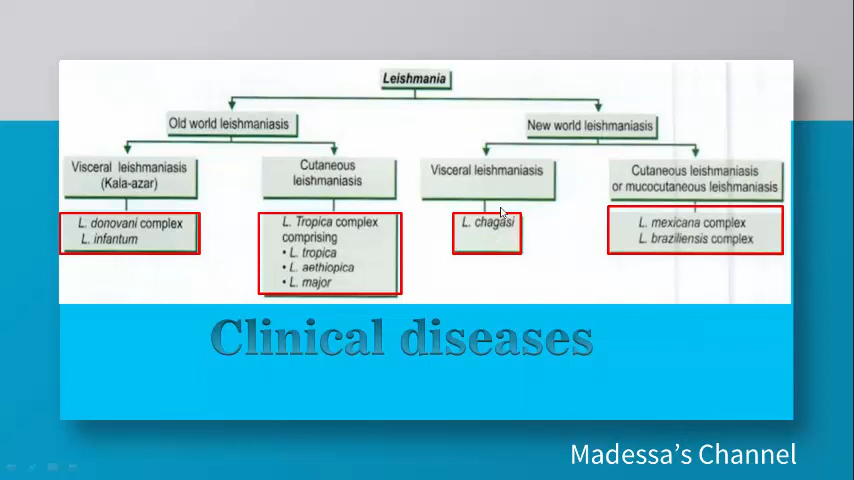 Leishmania
Old world leishmaniasis
New world leishmaniasis
Visceral leishmaniasis
(Kala-azar)
Cutaneous
leishmaniasis
Visceral leishmaniasis
Cutaneous leishmaniasis
or mucocutaneous leishmaniasis
L. donovani complex
L. infantum
L. Tropica complex
comprising
• L. tropica
• L. aethiopica
• L. major
L. chagasi
L. mexicana complex
L. braziliensis complex
Clinical diseases
Madessa's Channel